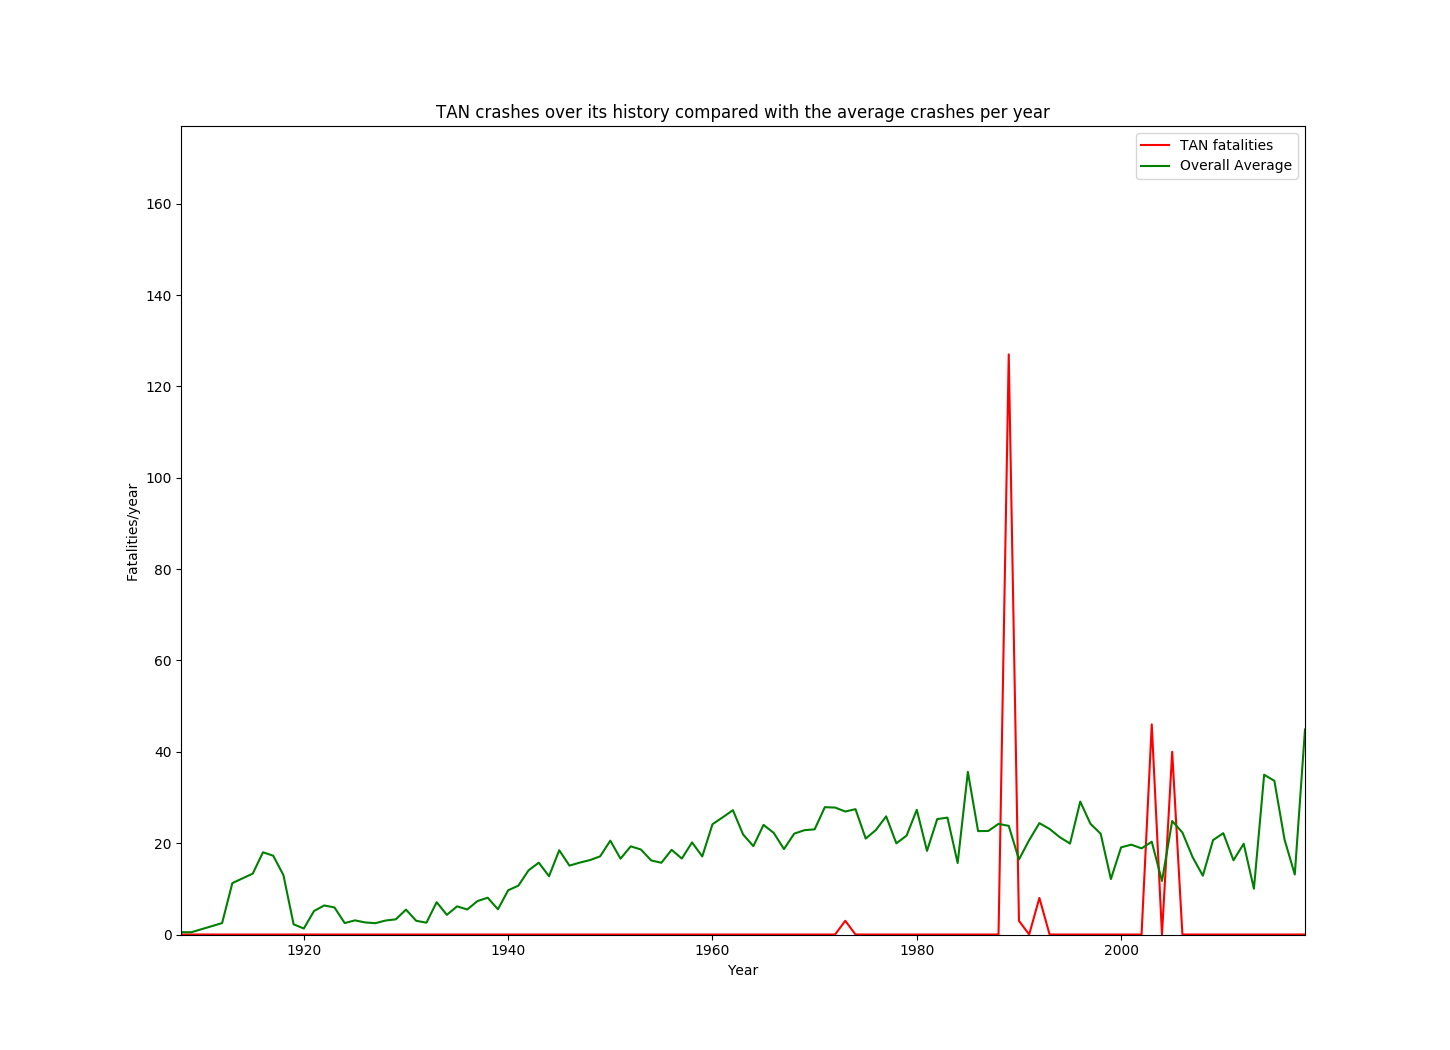 TAN crashes over its history compared with the average crashes per year
TAN fatalities
Overall Average
160
140
120
100
80
60
40
20
0
Fatalities/year
1920 1940 1960 1980 2000
Year